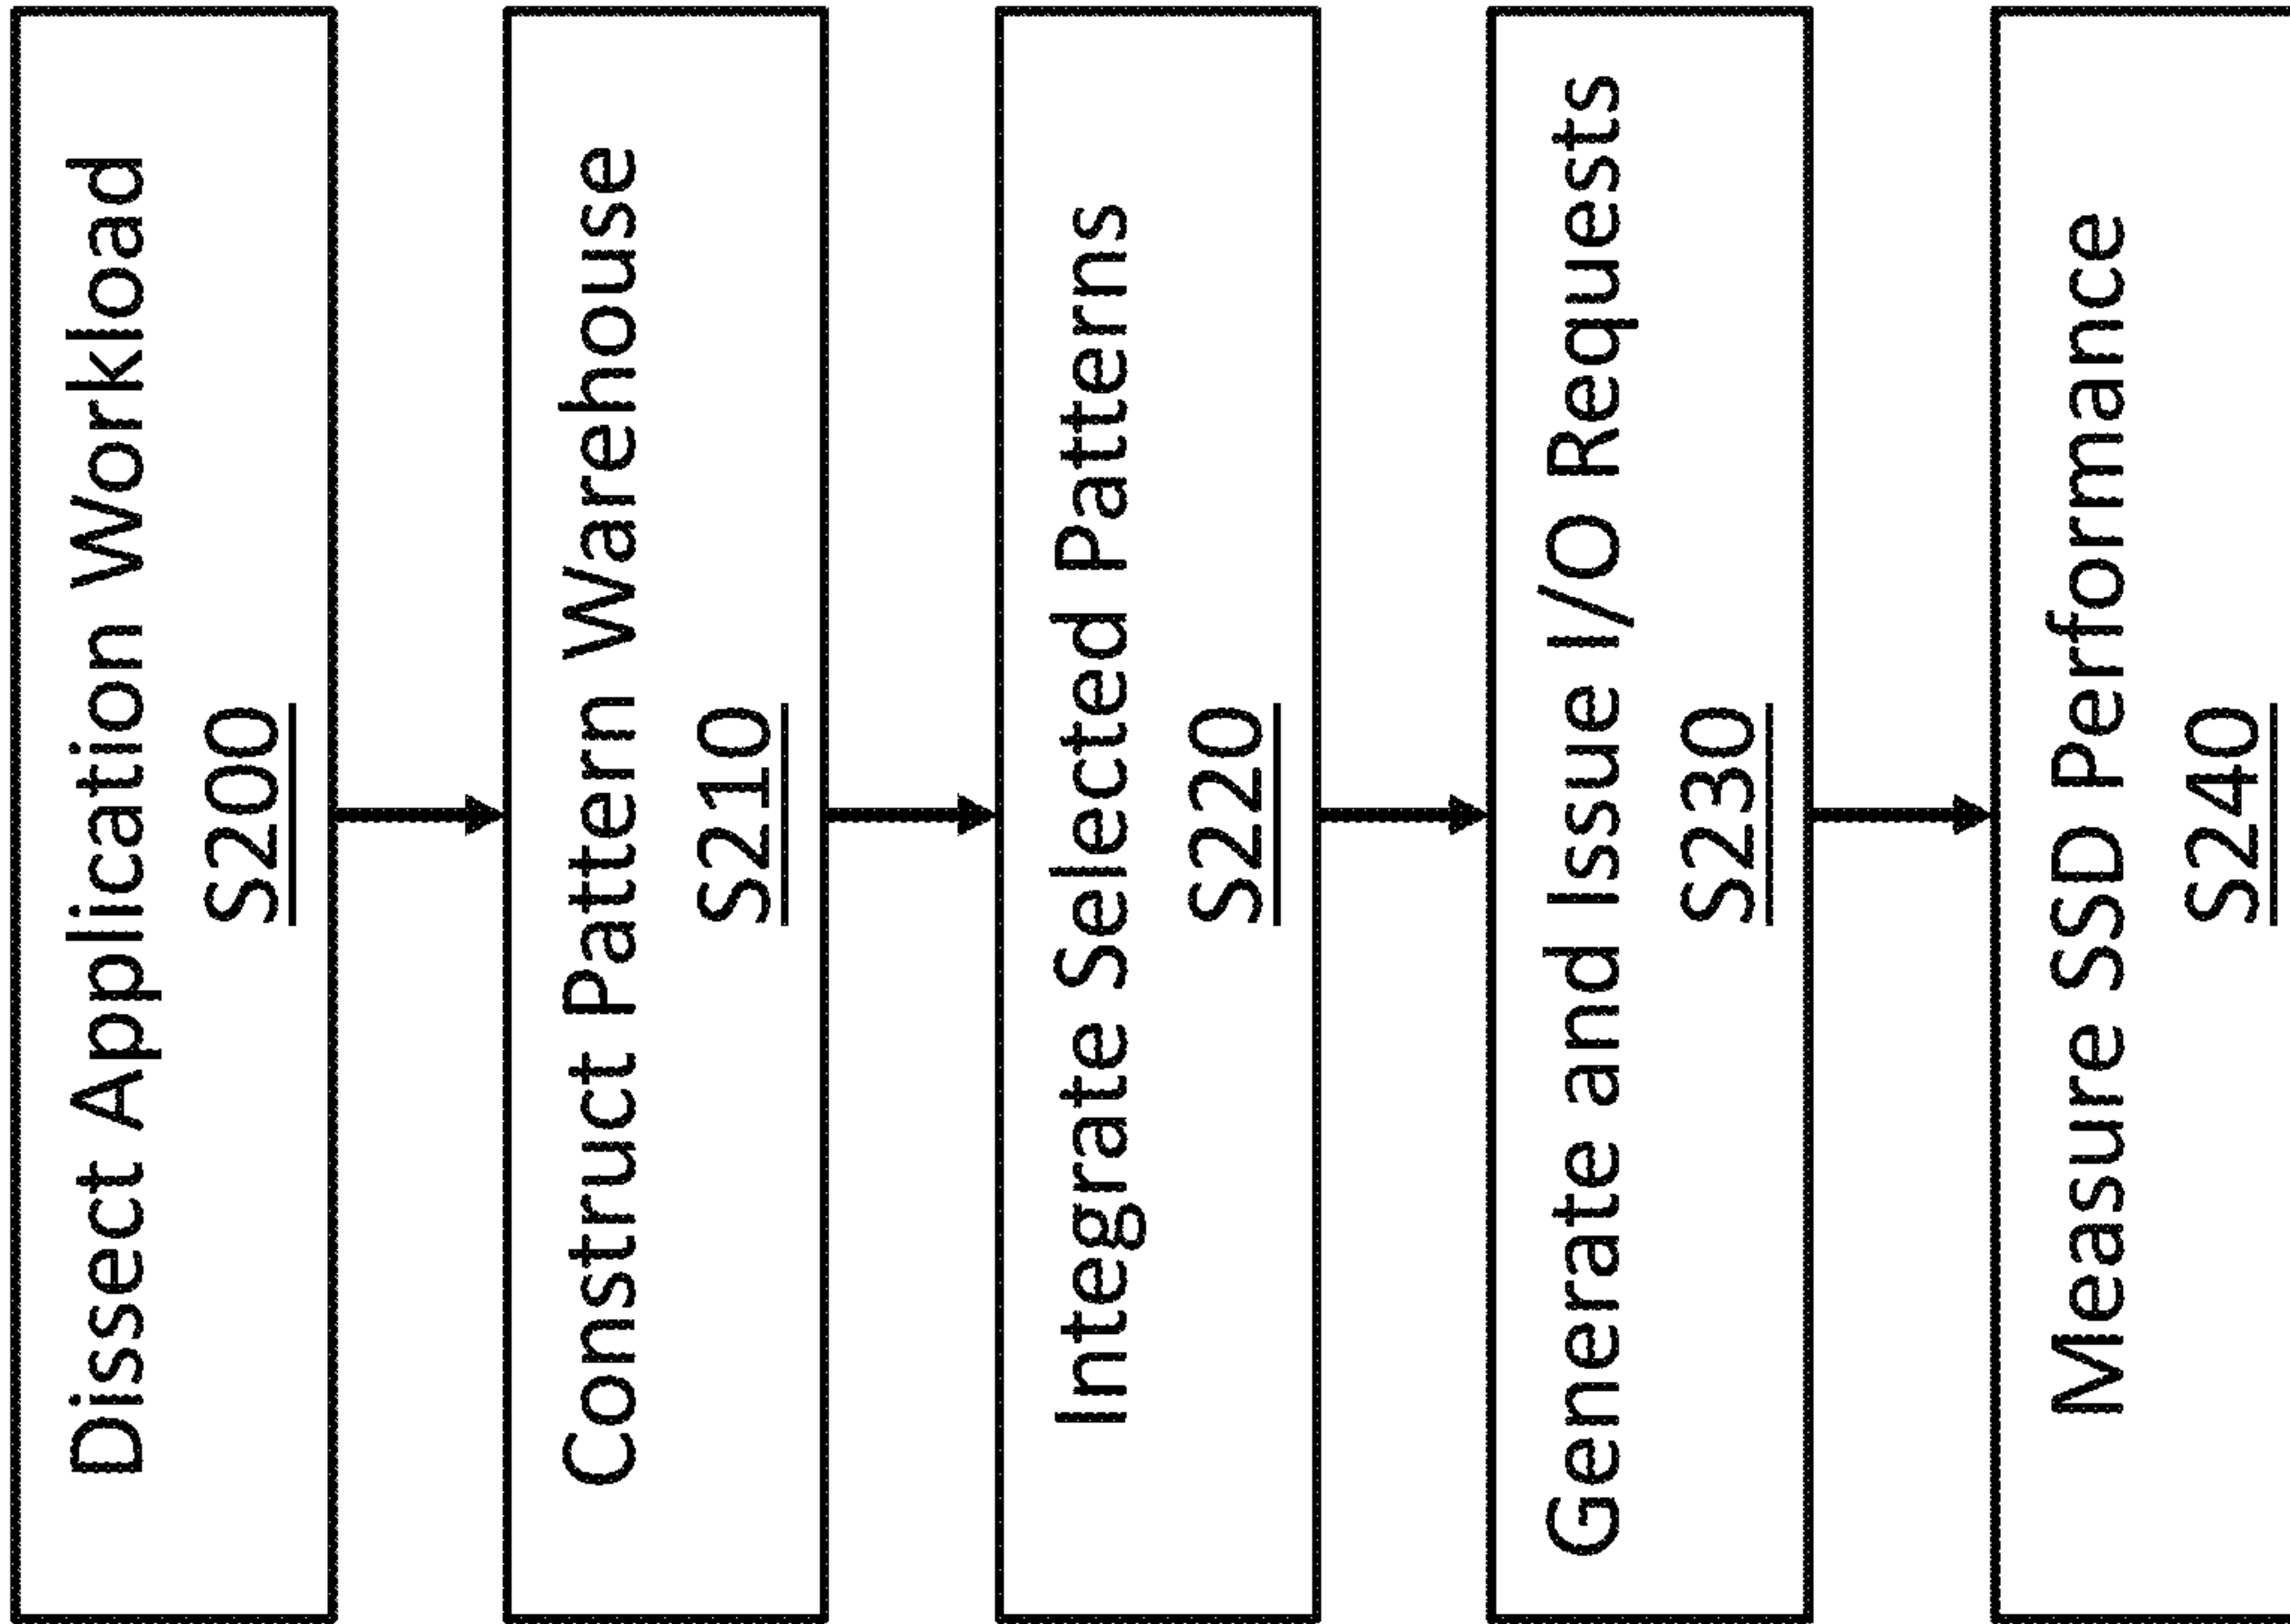 Dissect Application Workload
S200
Construct Pattern Warehouse
S210
Integrate Selected Patterns
S220
Generate and Issue I/O Requests
S230
Measure SSD Performance
S240